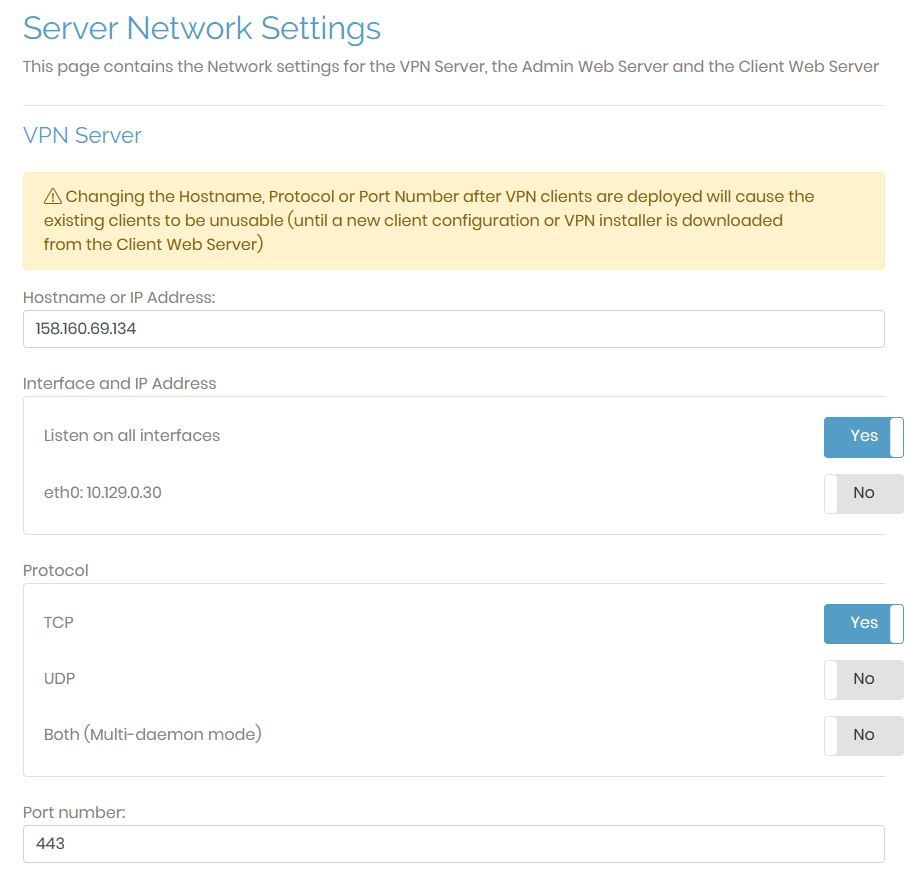 Server Network Settings
This page contains the Network settings for the VPN Server, the Admin Web Server and the Client Web Server
VPN Server
⚠ Changing the Hostname, Protocol or Port Number after VPN clients are deployed will cause the
existing clients to be unusable (until a new client configuration or VPN installer is downloaded
from the Client Web Server)
Hostname or IP Address:
158.160.69.134
Interface and IP Address
Listen on all interfaces Yes
eth0: 10.129.0.30 No
Protocol
TCP Yes
UDP No
Both (Multi-daemon mode) No
Port number:
443